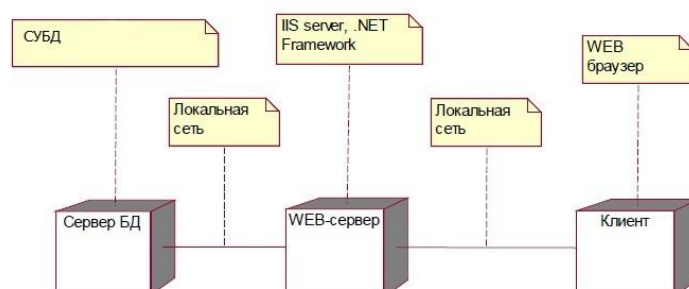 СУБД
IIS server, .NET
Framework
WEB
браузер
Локальная
сеть
Локальная
сеть
Сервер БД
WEB-сервер
Клиент